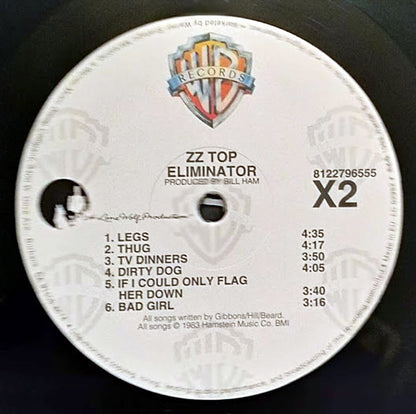 WB
RECORDS
ZZ TOP
ELIMINATOR
PRODUCED BY BILL HAM
8122796555
X2
A Lone Wolf Production
1. LEGS 4:35
2. THUG 4:17
3. TV DINNERS 3:50
4. DIRTY DOG 4:05
5. IF I COULD ONLY FLAG
HER DOWN 3:40
6. BAD GIRL 3:16
All songs written by Gibbons/Hill/Beard.
All songs © 1983 Hamstein Music Co. BMI